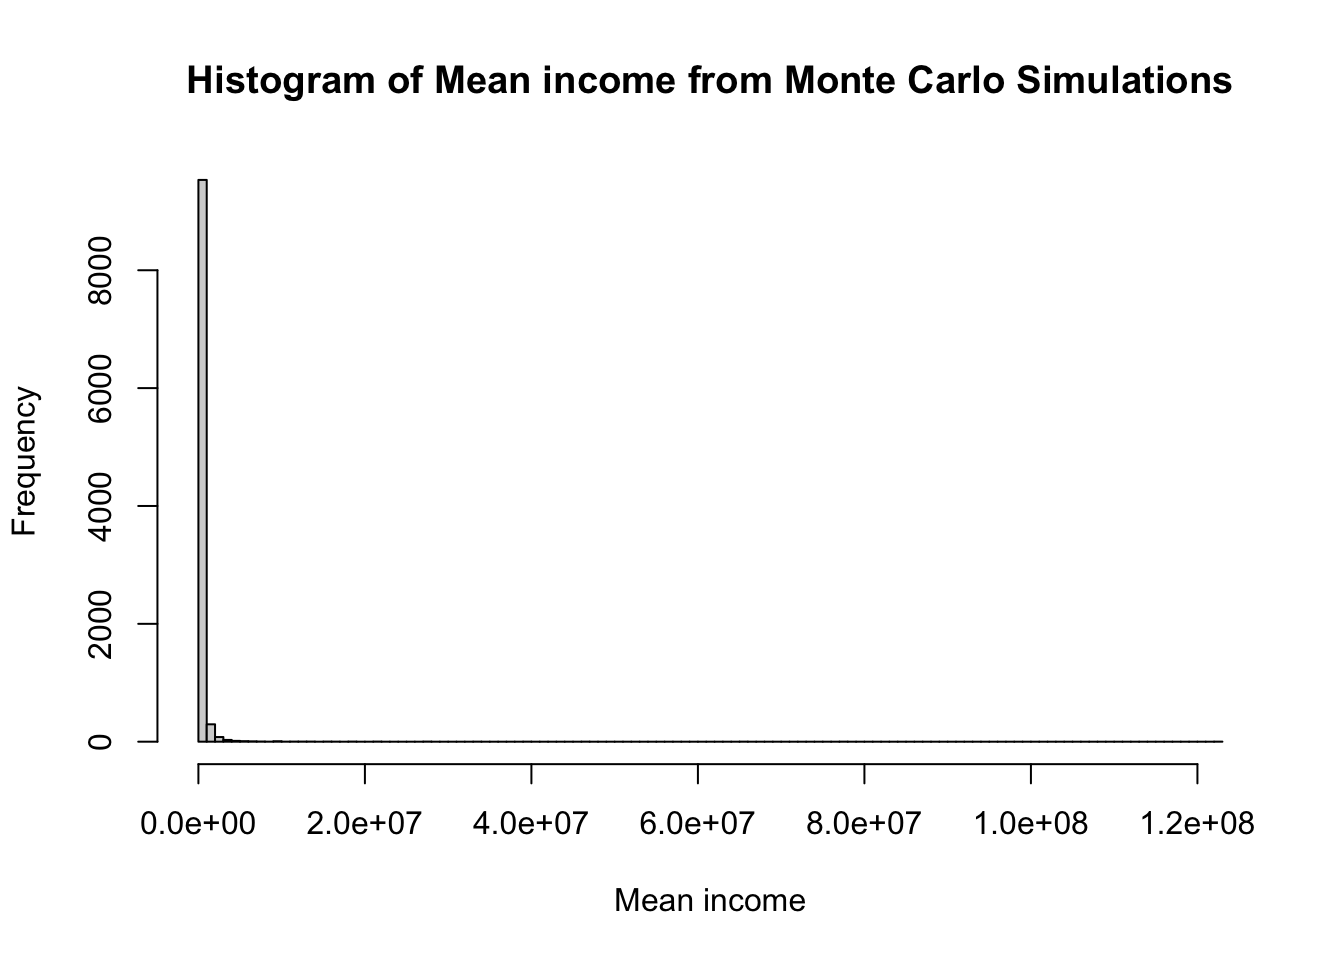 Histogram of Mean income from Monte Carlo Simulations
Frequency
8000
6000
4000
2000
0
0.0e+00 2.0e+07 4.0e+07 6.0e+07 8.0e+07 1.0e+08 1.2e+08
Mean income